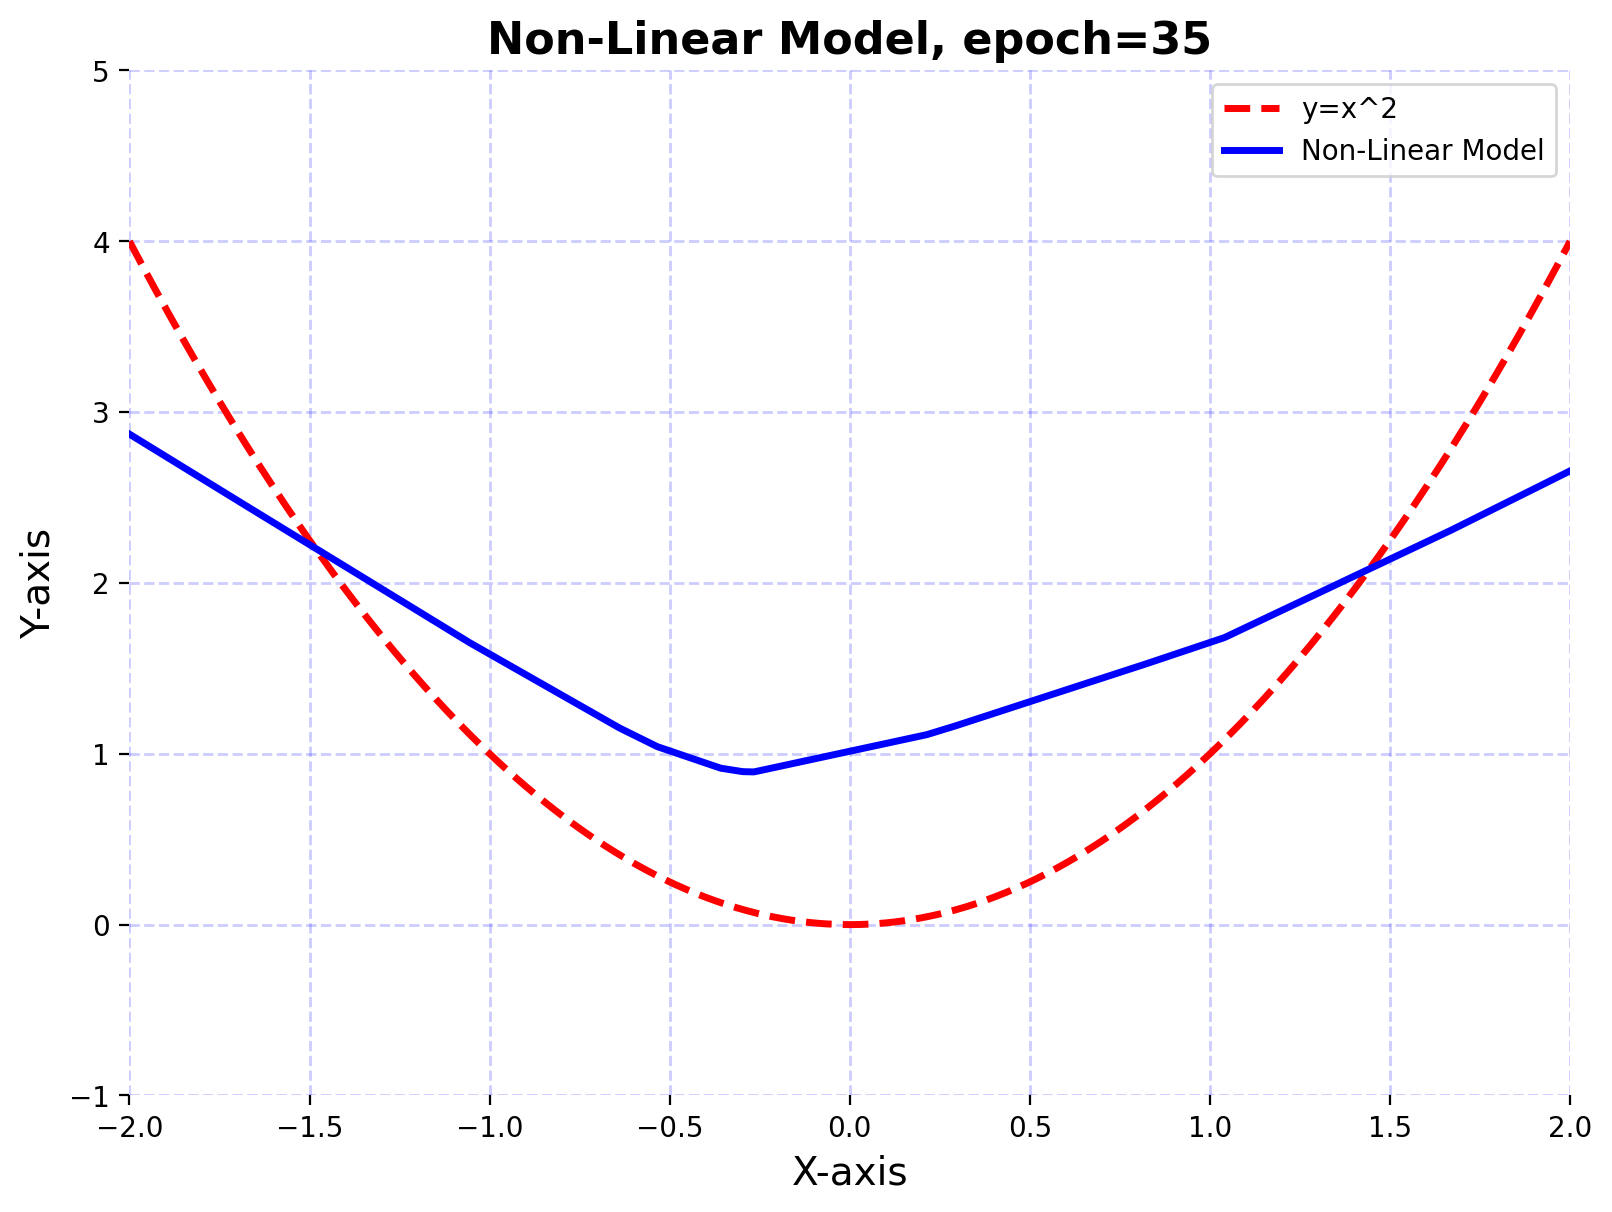 Non-Linear Model, epoch=35
y=x^2
Non-Linear Model
5
4
3
2
1
0
−1
Y-axis
−2.0 −1.5 −1.0 −0.5 0.0 0.5 1.0 1.5 2.0
X-axis